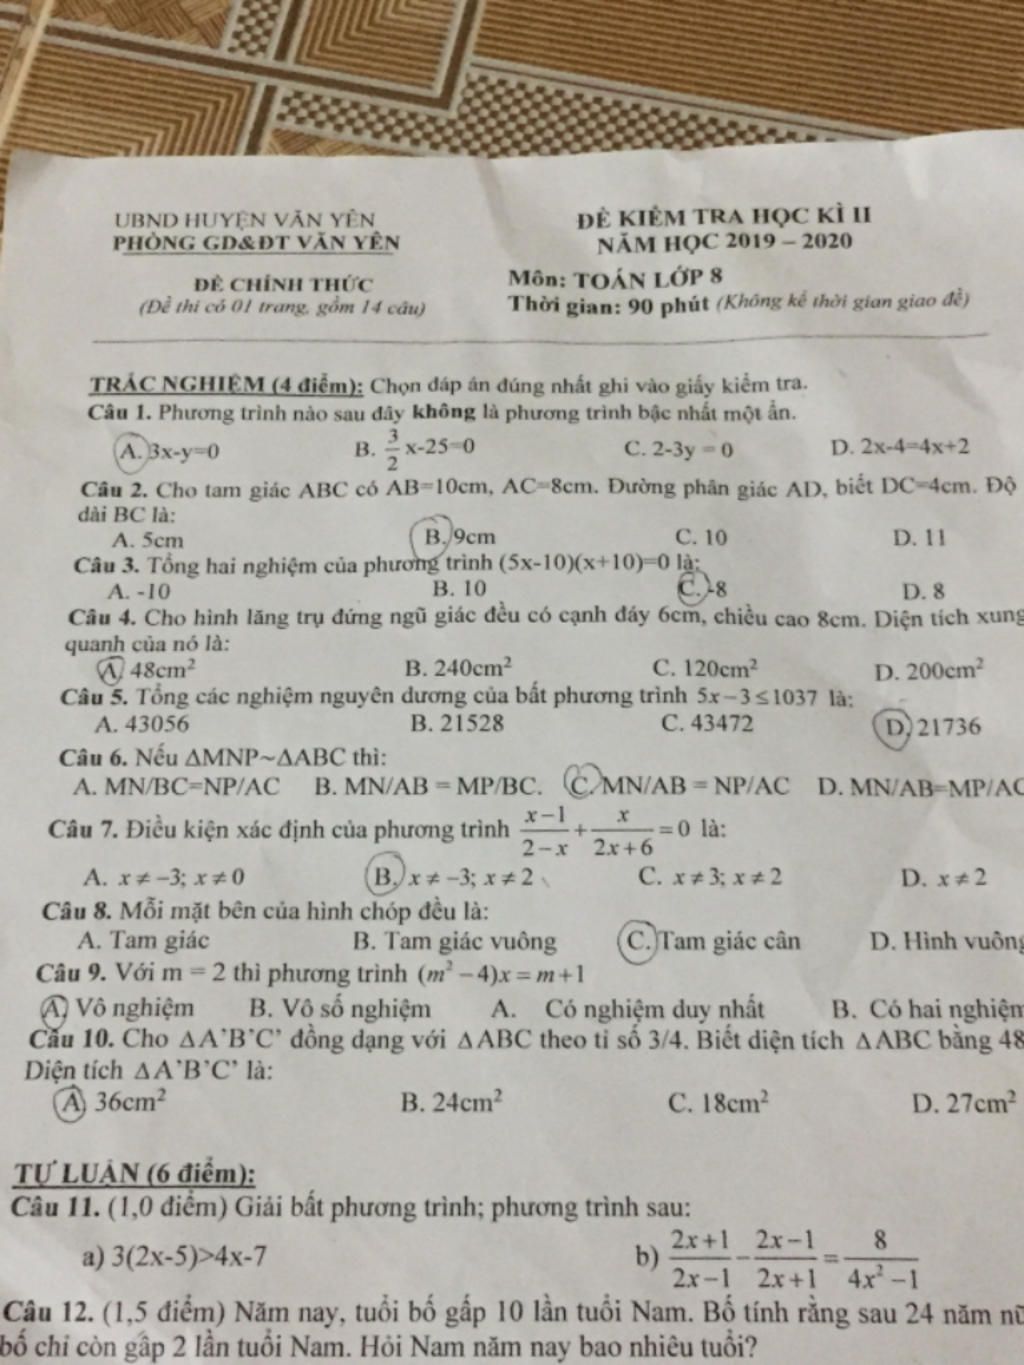 UBND HUYỆN VĂN YÊN
PHÒNG GD&ĐT VĂN YÊN
ĐỀ CHÍNH THỨC
(Đề thi có 01 trang, gồm 14 câu)
ĐỀ KIỂM TRA HỌC KÌ II
NĂM HỌC 2019 – 2020
Môn: TOÁN LỚP 8
Thời gian: 90 phút (Không kể thời gian giao đề)
TRẮC NGHIỆM (4 điểm): Chọn đáp án đúng nhất ghi vào giấy kiểm tra.
Câu 1. Phương trình nào sau đây không là phương trình bậc nhất một ẩn.
A. 3x-y=0 B. 3/2 x-25=0 C. 2-3y = 0 D. 2x-4=4x+2
Câu 2. Cho tam giác ABC có AB=10cm, AC=8cm. Đường phân giác AD, biết DC=4cm. Độ
dài BC là:
A. 5cm B. 9cm C. 10 D. 11
Câu 3. Tổng hai nghiệm của phương trình (5x-10)(x+10)=0 là:
A. -10 B. 10 C. -8 D. 8
Câu 4. Cho hình lăng trụ đứng ngũ giác đều có cạnh đáy 6cm, chiều cao 8cm. Diện tích xung
quanh của nó là:
A. 48cm² B. 240cm² C. 120cm² D. 200cm²
Câu 5. Tổng các nghiệm nguyên dương của bất phương trình 5x−3≤1037 là:
A. 43056 B. 21528 C. 43472 D. 21736
Câu 6. Nếu ΔMNP~ΔABC thì:
A. MN/BC=NP/AC B. MN/AB = MP/BC. C. MN/AB = NP/AC D. MN/AB=MP/AC
Câu 7. Điều kiện xác định của phương trình (x−1)/(2−x) + x/(2x+6) = 0 là:
A. x ≠ −3; x ≠ 0 B. x ≠ −3; x ≠ 2 C. x ≠ 3; x ≠ 2 D. x ≠ 2
Câu 8. Mỗi mặt bên của hình chóp đều là:
A. Tam giác B. Tam giác vuông C. Tam giác cân D. Hình vuông
Câu 9. Với m = 2 thì phương trình (m² −4)x = m+1
A. Vô nghiệm B. Vô số nghiệm A. Có nghiệm duy nhất B. Có hai nghiệm
Câu 10. Cho ΔA'B'C' đồng dạng với ΔABC theo tỉ số 3/4. Biết diện tích ΔABC bằng 48
Diện tích ΔA'B'C' là:
A. 36cm² B. 24cm² C. 18cm² D. 27cm²
TỰ LUẬN (6 điểm):
Câu 11. (1,0 điểm) Giải bất phương trình; phương trình sau:
a) 3(2x-5)>4x-7 b) (2x+1)/(2x−1) − (2x−1)/(2x+1) = 8/(4x²−1)
Câu 12. (1,5 điểm) Năm nay, tuổi bố gấp 10 lần tuổi Nam. Bố tính rằng sau 24 năm
bố chỉ còn gấp 2 lần tuổi Nam. Hỏi Nam năm nay bao nhiêu tuổi?